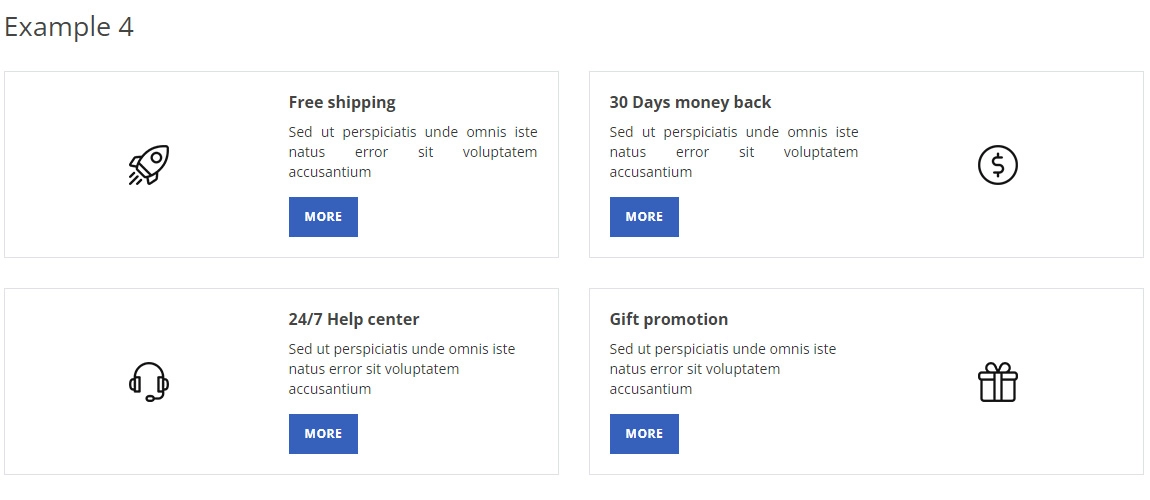 Example 4
Free shipping
Sed ut perspiciatis unde omnis iste
natus error sit voluptatem
accusantium
MORE
30 Days money back
Sed ut perspiciatis unde omnis iste
natus error sit voluptatem
accusantium
MORE
24/7 Help center
Sed ut perspiciatis unde omnis iste
natus error sit voluptatem
accusantium
MORE
Gift promotion
Sed ut perspiciatis unde omnis iste
natus error sit voluptatem
accusantium
MORE